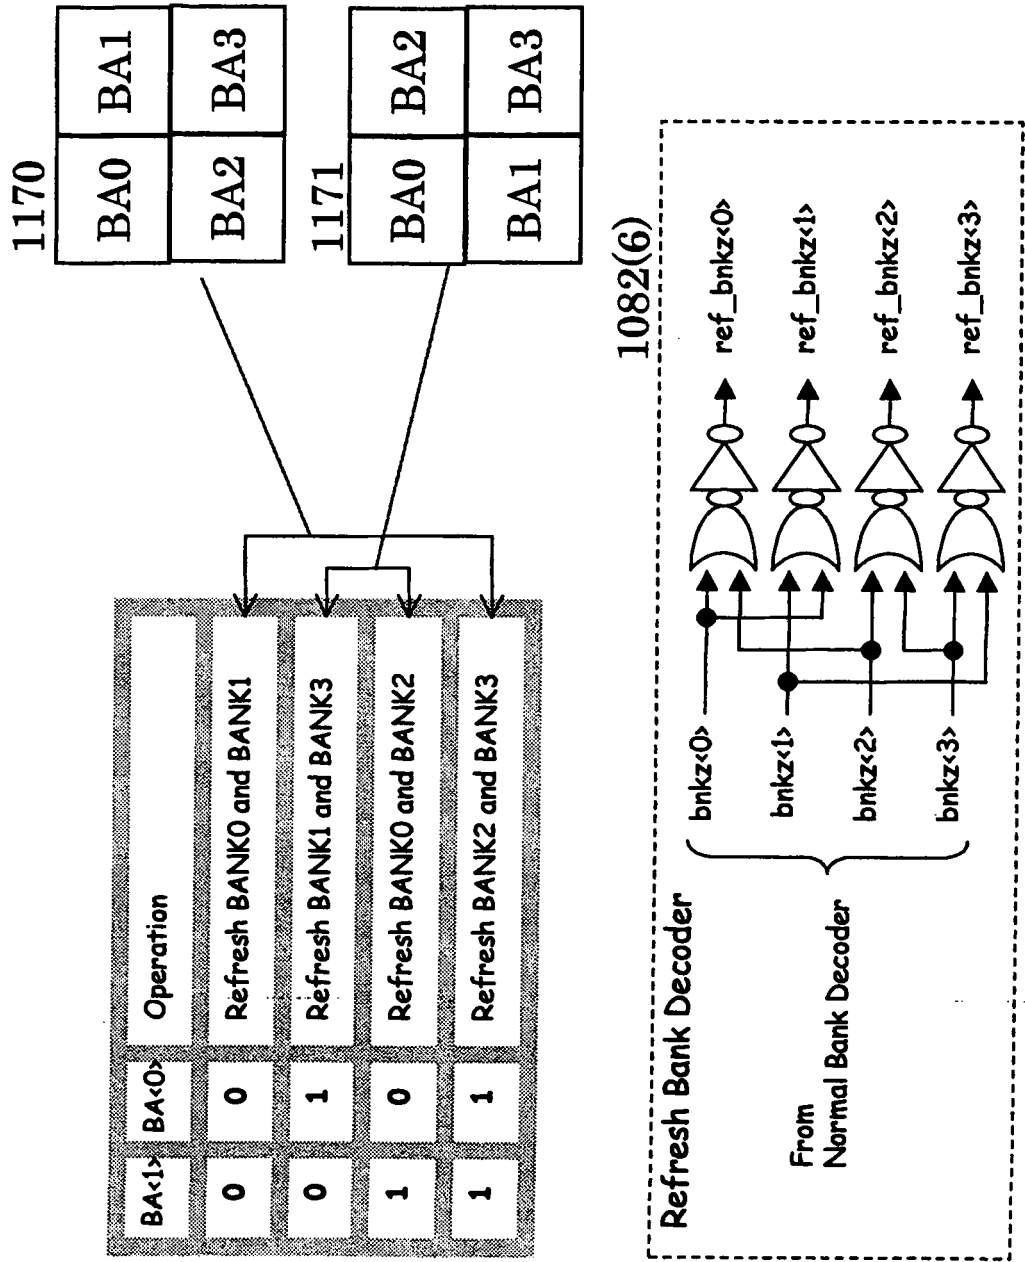 BA<1> BA<0> Operation
0 0 Refresh BANK0 and BANK1
0 1 Refresh BANK1 and BANK3
1 0 Refresh BANK0 and BANK2
1 1 Refresh BANK2 and BANK3
1170
BA0 BA1
BA2 BA3
1171
BA0 BA2
BA1 BA3
1082(6)
Refresh Bank Decoder
From
Normal Bank Decoder
bnkz<0> ref_bnkz<0>
bnkz<1> ref_bnkz<1>
bnkz<2> ref_bnkz<2>
bnkz<3> ref_bnkz<3>